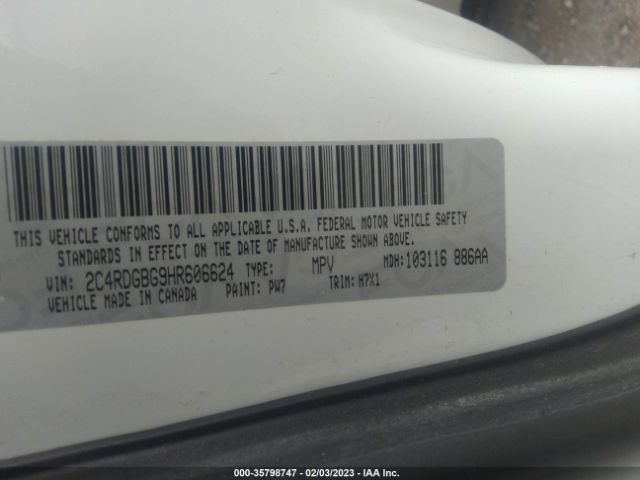 THIS VEHICLE CONFORMS TO ALL APPLICABLE U.S.A. FEDERAL MOTOR VEHICLE SAFETY
STANDARDS IN EFFECT ON THE DATE OF MANUFACTURE SHOWN ABOVE.
VIN: 2C4RDGBG9HR606624 TYPE: MPV MDH: 103116 886AA
VEHICLE MADE IN CANADA PAINT: PW7 TRIM: H7X1
000-35798747 - 02/03/2023 - IAA Inc.